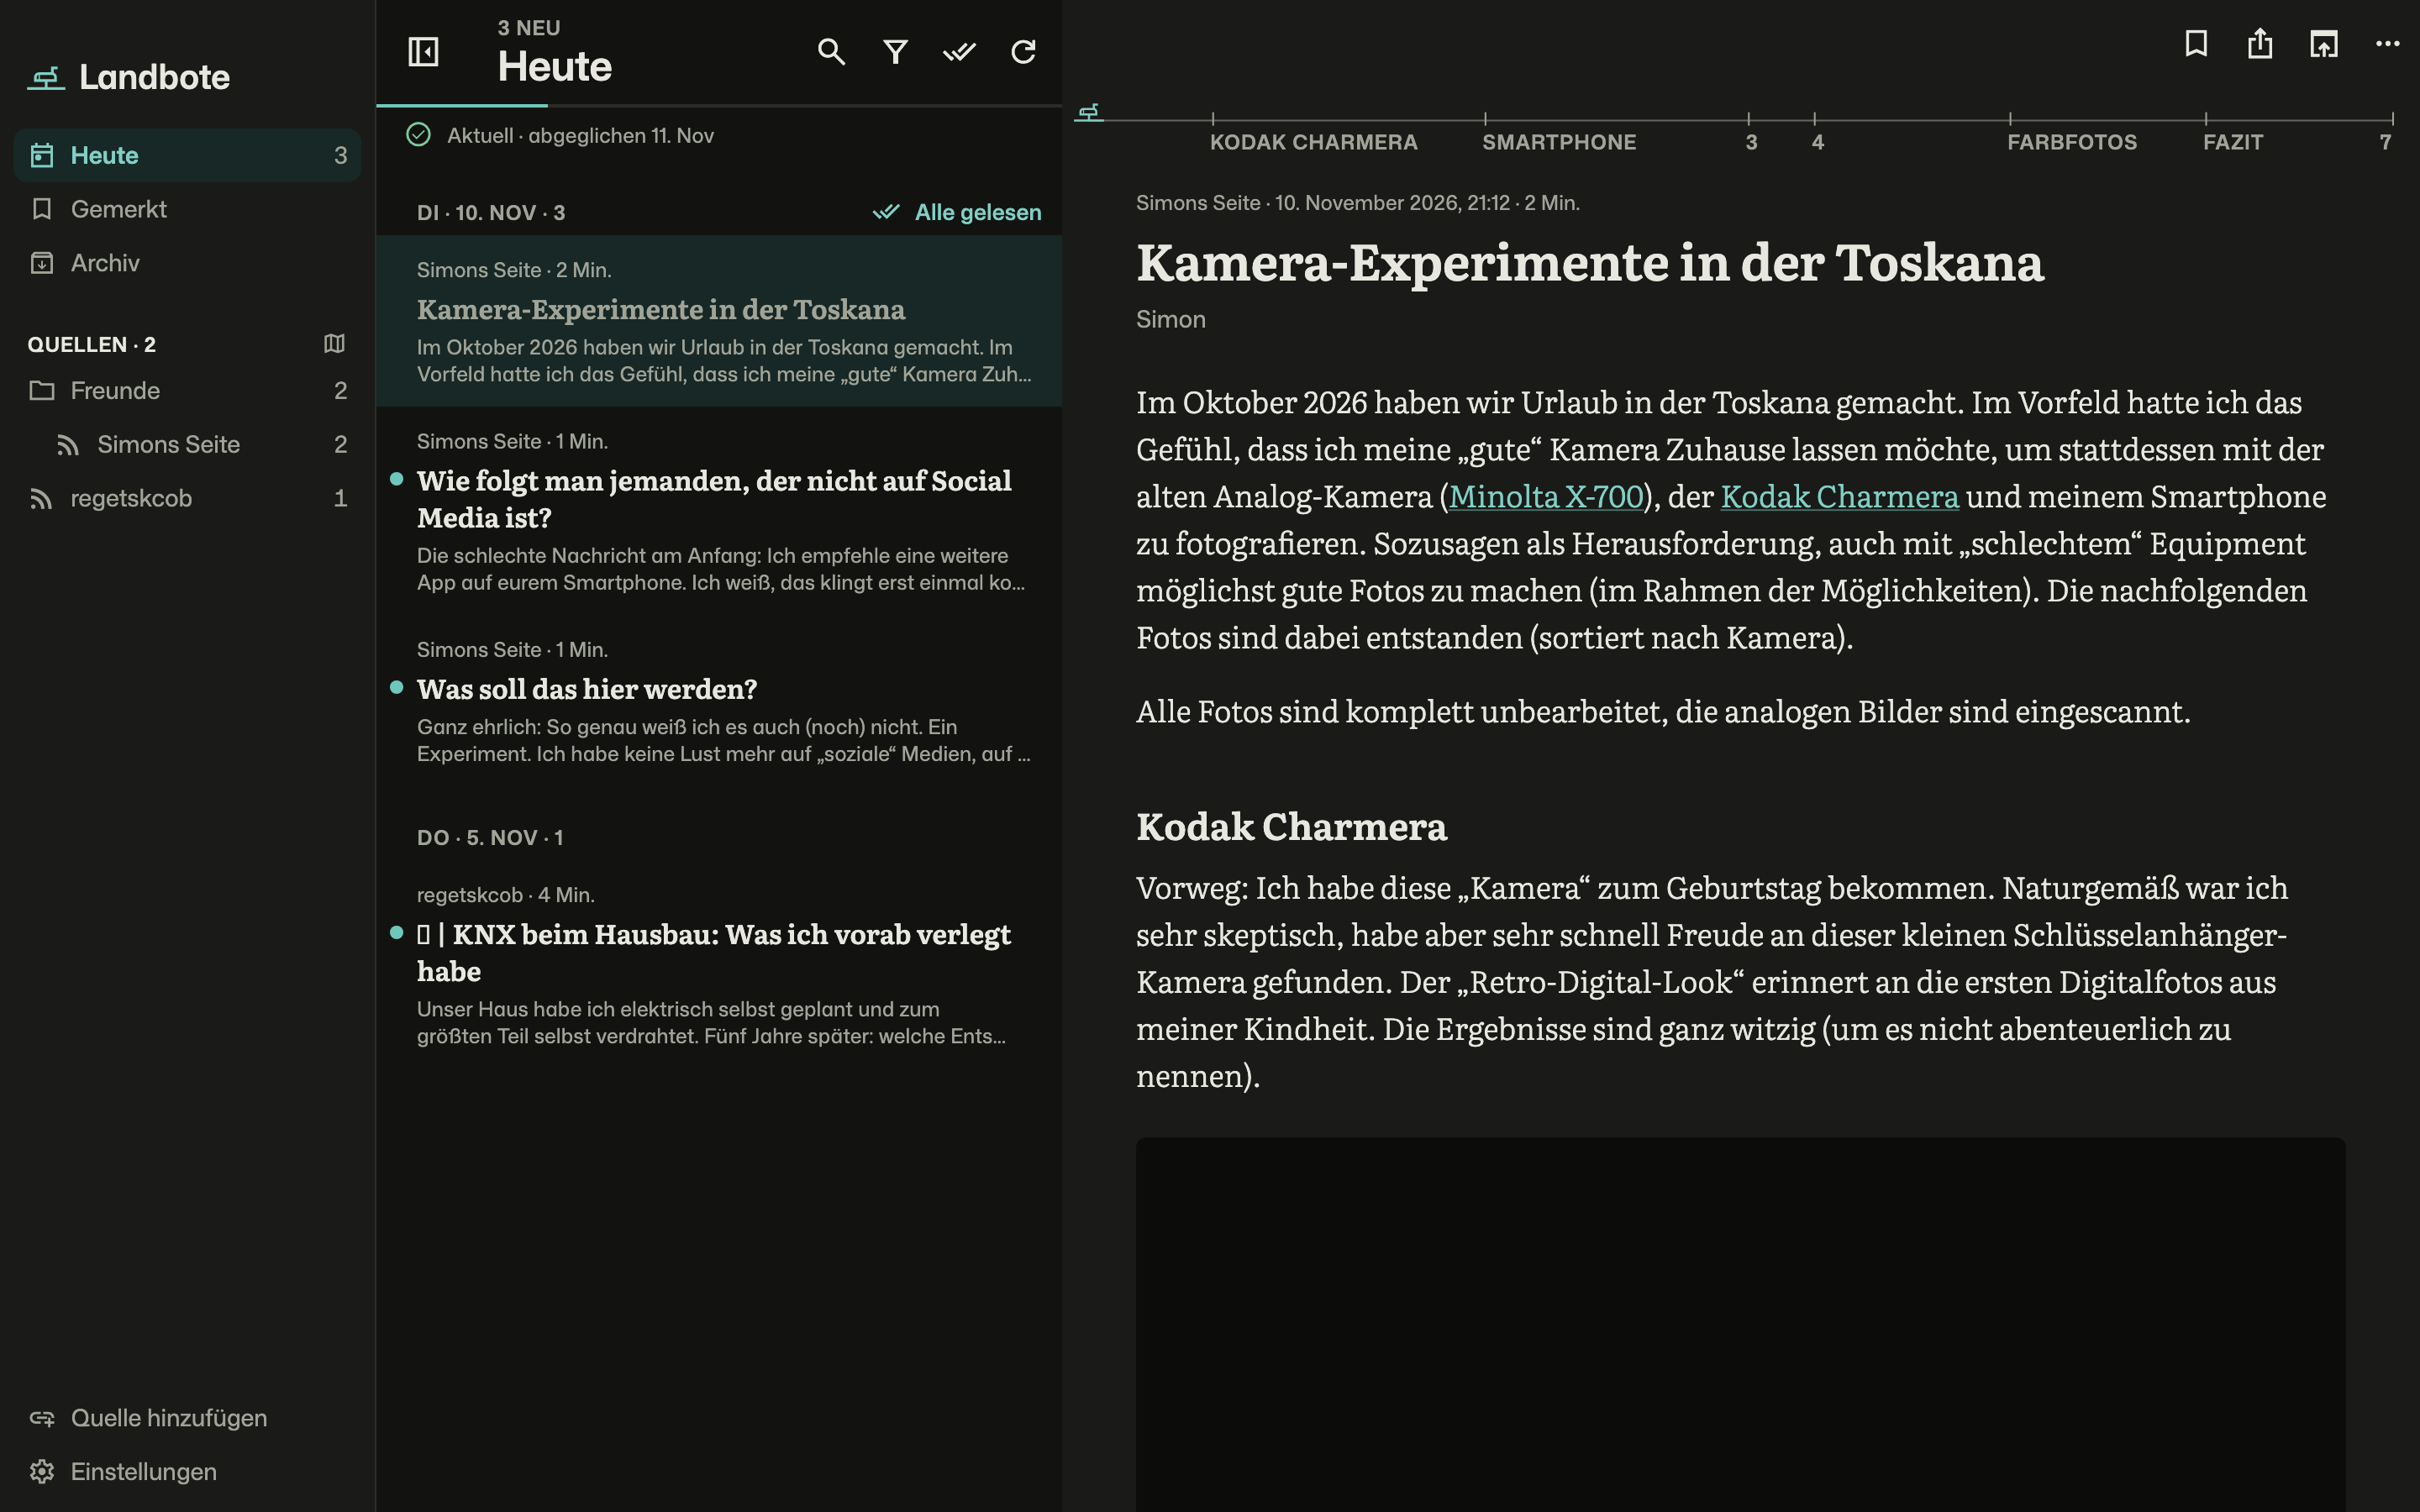 Landbote
Heute 3
Gemerkt
Archiv
QUELLEN · 2
Freunde 2
Simons Seite 2
regetskcob 1
Quelle hinzufügen
Einstellungen
3 NEU
Heute
Aktuell · abgeglichen 11. Nov
DI · 10. NOV · 3
Alle gelesen
Simons Seite · 2 Min.
Kamera-Experimente in der Toskana
Im Oktober 2026 haben wir Urlaub in der Toskana gemacht. Im
Vorfeld hatte ich das Gefühl, dass ich meine „gute“ Kamera Zuh...
Simons Seite · 1 Min.
Wie folgt man jemanden, der nicht auf Social
Media ist?
Die schlechte Nachricht am Anfang: Ich empfehle eine weitere
App auf eurem Smartphone. Ich weiß, das klingt erst einmal ko...
Simons Seite · 1 Min.
Was soll das hier werden?
Ganz ehrlich: So genau weiß ich es auch (noch) nicht. Ein
Experiment. Ich habe keine Lust mehr auf „soziale“ Medien, auf ...
DO · 5. NOV · 1
regetskcob · 4 Min.
| KNX beim Hausbau: Was ich vorab verlegt
habe
Unser Haus habe ich elektrisch selbst geplant und zum
größten Teil selbst verdrahtet. Fünf Jahre später: welche Ents...
KODAK CHARMERA SMARTPHONE 3 4 FARBFOTOS FAZIT 7
Simons Seite · 10. November 2026, 21:12 · 2 Min.
Kamera-Experimente in der Toskana
Simon
Im Oktober 2026 haben wir Urlaub in der Toskana gemacht. Im Vorfeld hatte ich das
Gefühl, dass ich meine „gute“ Kamera Zuhause lassen möchte, um stattdessen mit der
alten Analog-Kamera (Minolta X-700), der Kodak Charmera und meinem Smartphone
zu fotografieren. Sozusagen als Herausforderung, auch mit „schlechtem“ Equipment
möglichst gute Fotos zu machen (im Rahmen der Möglichkeiten). Die nachfolgenden
Fotos sind dabei entstanden (sortiert nach Kamera).
Alle Fotos sind komplett unbearbeitet, die analogen Bilder sind eingescannt.
Kodak Charmera
Vorweg: Ich habe diese „Kamera“ zum Geburtstag bekommen. Naturgemäß war ich
sehr skeptisch, habe aber sehr schnell Freude an dieser kleinen Schlüsselanhänger-
Kamera gefunden. Der „Retro-Digital-Look“ erinnert an die ersten Digitalfotos aus
meiner Kindheit. Die Ergebnisse sind ganz witzig (um es nicht abenteuerlich zu
nennen).